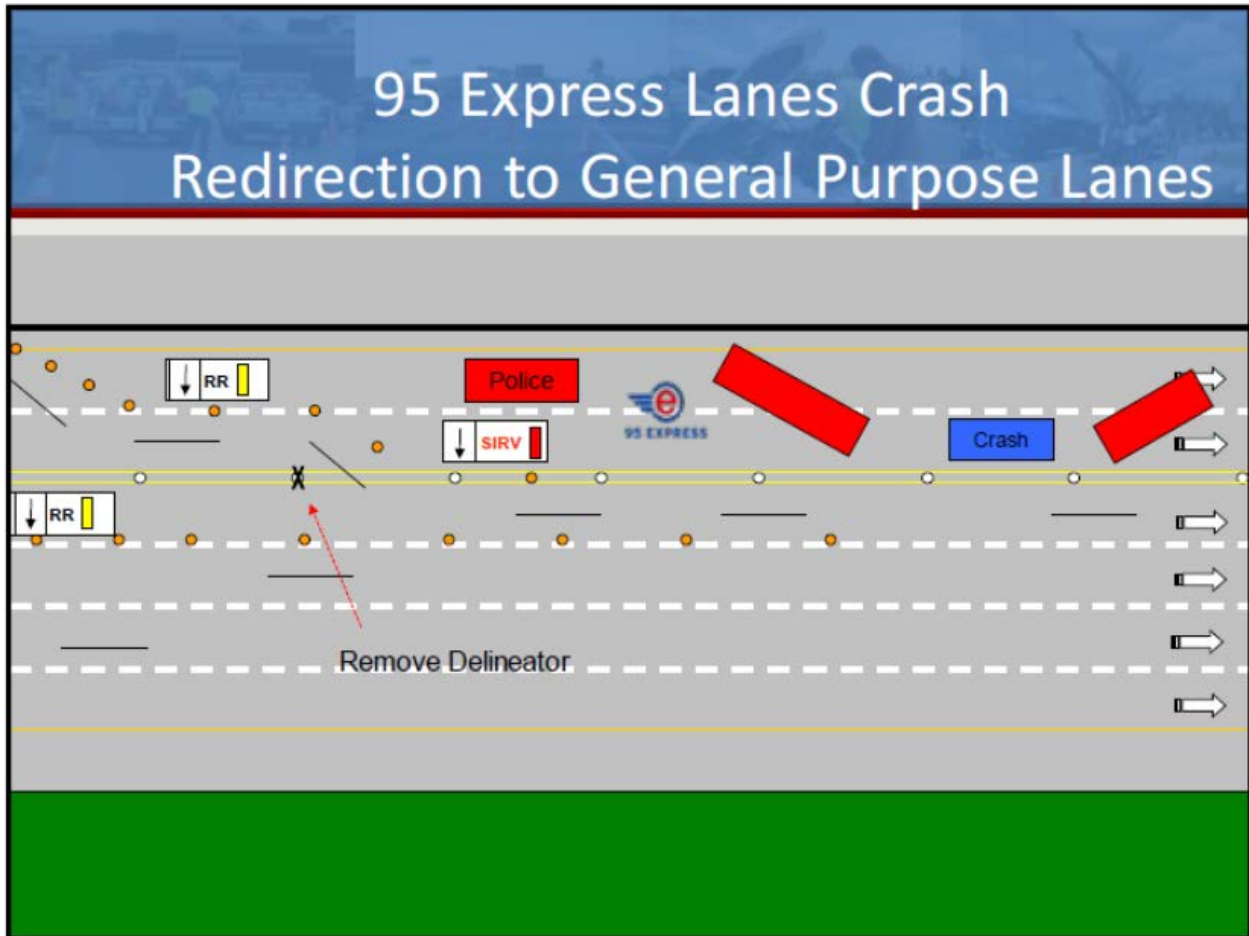 95 Express Lanes Crash
Redirection to General Purpose Lanes
RR
Police
e
95 EXPRESS
SIRV
Crash
RR
Remove Delineator